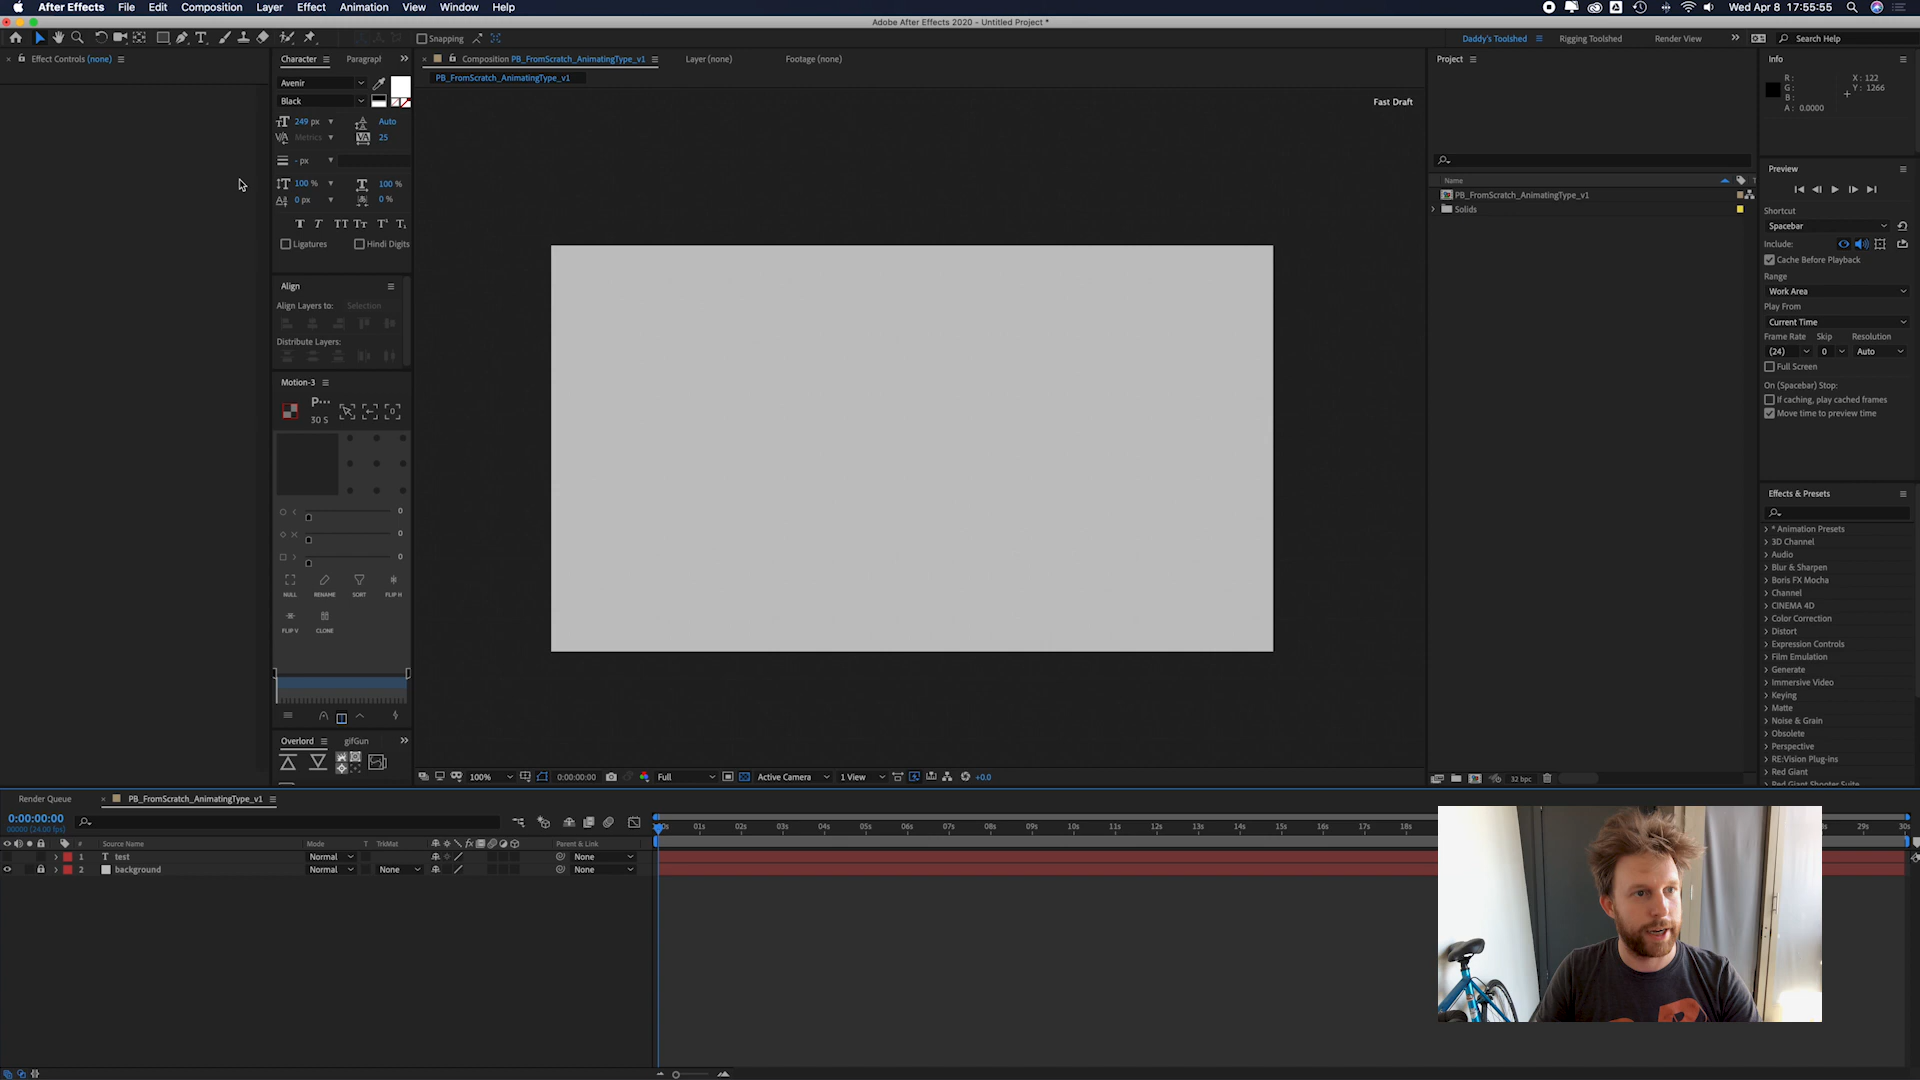 After Effects File Edit Composition Layer Effect Animation View Window Help
Wed Apr 8 17:55:55
Adobe After Effects 2020 - Untitled Project *
Snapping
Daddy's Toolshed Rigging Toolshed Render View
Search Help
Effect Controls (none)
Character Paragraph
Composition PB_FromScratch_AnimatingType_v1 Layer (none) Footage (none)
Project
Info
PB_FromScratch_AnimatingType_v1
Avenir
Black
Fast Draft
R:
G:
B:
A: 0.0000
X: 122
Y: 1266
249 px Auto
Metrics 25
- px
100 % 100 %
0 px 0 %
Ligatures Hindi Digits
Align
Align Layers to: Selection
Distribute Layers:
Motion-3
P...
30 S
0
0
0
NULL RENAME SORT FLIP H
FLIP V CLONE
Overlord gifGun
Name
PB_FromScratch_AnimatingType_v1
Solids
Preview
Shortcut
Spacebar
Include:
Cache Before Playback
Range
Work Area
Play From
Current Time
Frame Rate Skip Resolution
(24) 0 Auto
Full Screen
On (Spacebar) Stop:
If caching, play cached frames
Move time to preview time
Effects & Presets
* Animation Presets
3D Channel
Audio
Blur & Sharpen
Boris FX Mocha
Channel
CINEMA 4D
Color Correction
Distort
Expression Controls
Film Emulation
Generate
Immersive Video
Keying
Matte
Noise & Grain
Obsolete
Perspective
RE:Vision Plug-ins
Red Giant
100% 0:00:00:00 Full Active Camera 1 View +0.0
32 bpc
Render Queue PB_FromScratch_AnimatingType_v1
0:00:00:00
00000 (24.00 fps)
01s 02s 03s 04s 05s 06s 07s 08s 09s 10s 11s 12s 13s 14s 15s 16s 17s 18s 29s 30s
# Source Name Mode T TrkMat Parent & Link
1 T test Normal None
2 background Normal None None